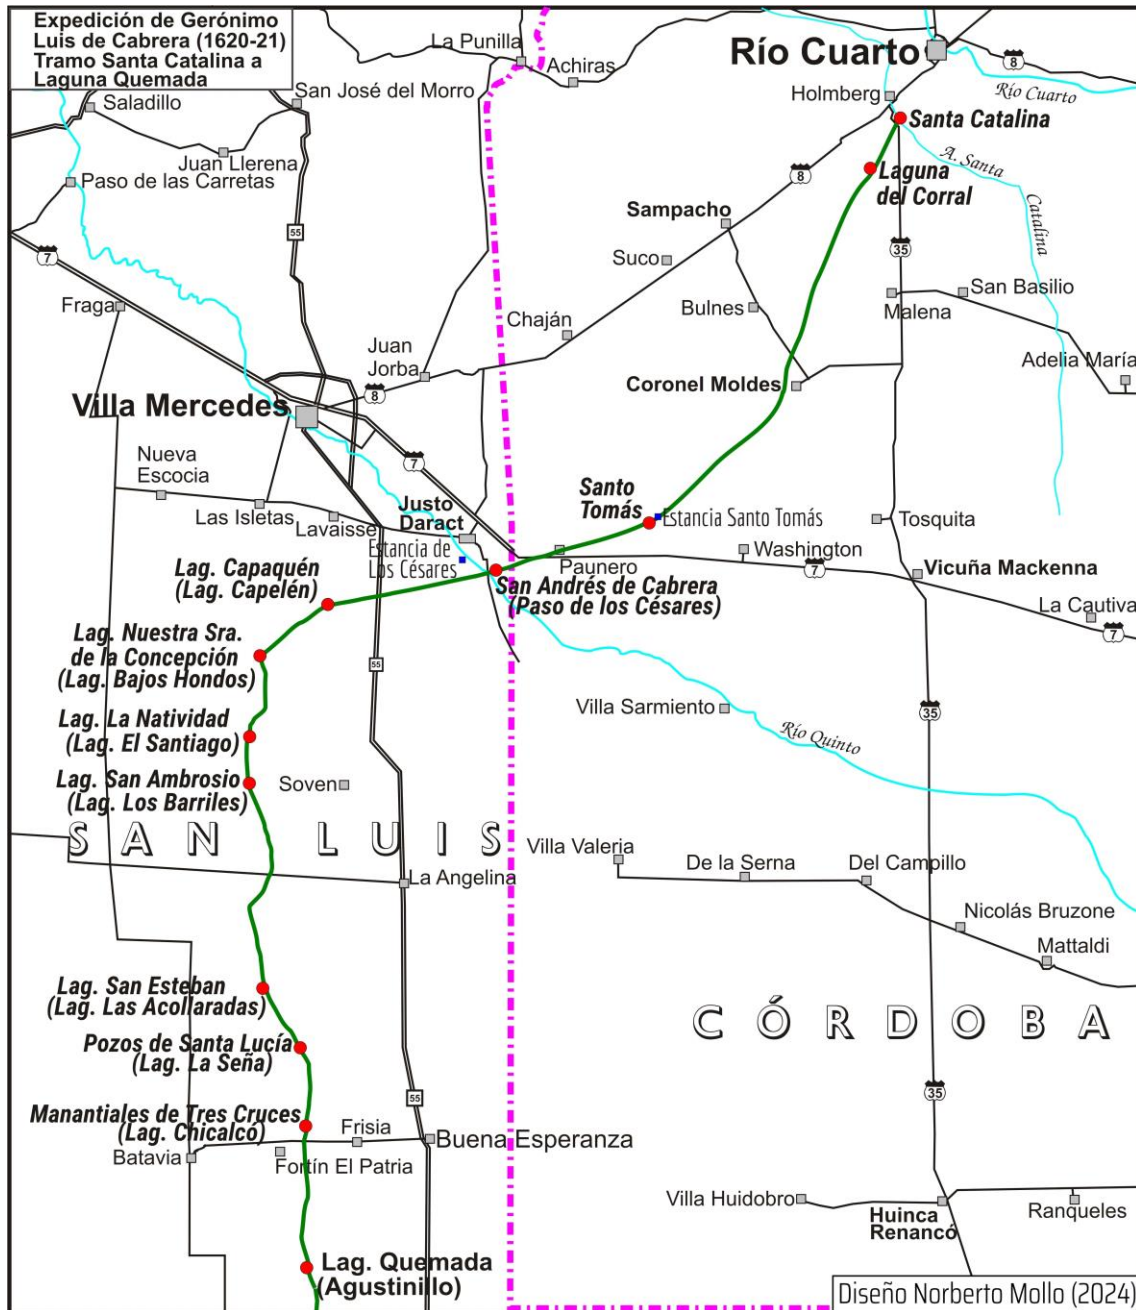 Expedición de Gerónimo
Luis de Cabrera (1620-21)
Tramo Santa Catalina a
Laguna Quemada
La Punilla
Achiras
Río Cuarto
8
Río Cuarto
Holmberg
Saladillo
San José del Morro
Santa Catalina
Juan Llerena
A. Santa
Catalina
Paso de las Carretas
8
Laguna
del Corral
Sampacho
55
7
35
Suco
Fraga
Bulnes
San Basilio
Malena
Chaján
Juan
Jorba
Adelia María
8
Coronel Moldes
Villa Mercedes
7
Nueva
Escocia
Las Isletas
Lavaisse
Justo
Daract
Santo
Tomás
Estancia Santo Tomás
Tosquita
Estancia de
Los Césares
Paunero
Washington
7
Vicuña Mackenna
Lag. Capaquén
(Lag. Capelén)
San Andrés de Cabrera
(Paso de los Césares)
La Cautiva
7
Lag. Nuestra Sra.
de la Concepción
(Lag. Bajos Hondos)
55
Lag. La Natividad
(Lag. El Santiago)
Villa Sarmiento
35
Río Quinto
Lag. San Ambrosio
(Lag. Los Barriles)
Soven
SAN LUIS
Villa Valeria
De la Serna
Del Campillo
La Angelina
Nicolás Bruzone
Mattaldi
Lag. San Esteban
(Lag. Las Acollaradas)
CÓRDOBA
Pozos de Santa Lucía
(Lag. La Seña)
55
35
Manantiales de Tres Cruces
(Lag. Chicalcó)
Frisia
Buena Esperanza
Batavia
Fortín El Patria
Villa Huidobro
Huinca
Renancó
Ranqueles
Lag. Quemada
(Agustinillo)
Diseño Norberto Mollo (2024)